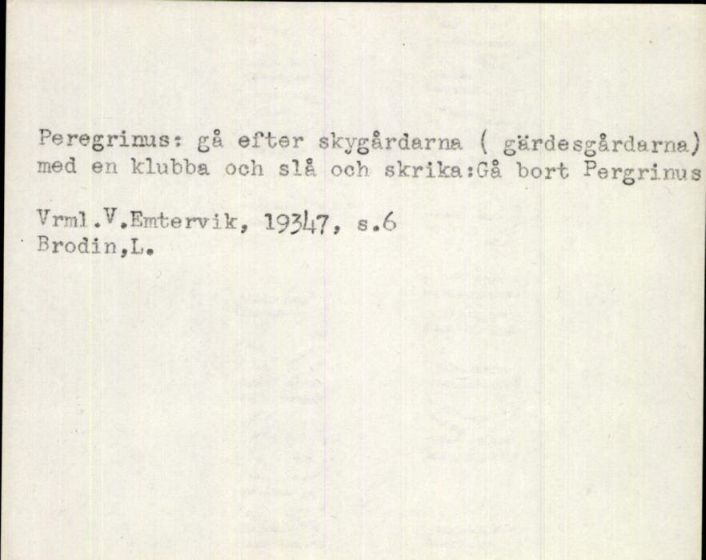 Peregrinus: gå efter skygårdarna ( gärdesgårdarna)
med en klubba och slå och skrika:Gå bort Pergrinus
Vrml.V.Emtervik, 19347, s.6
Brodin,L.